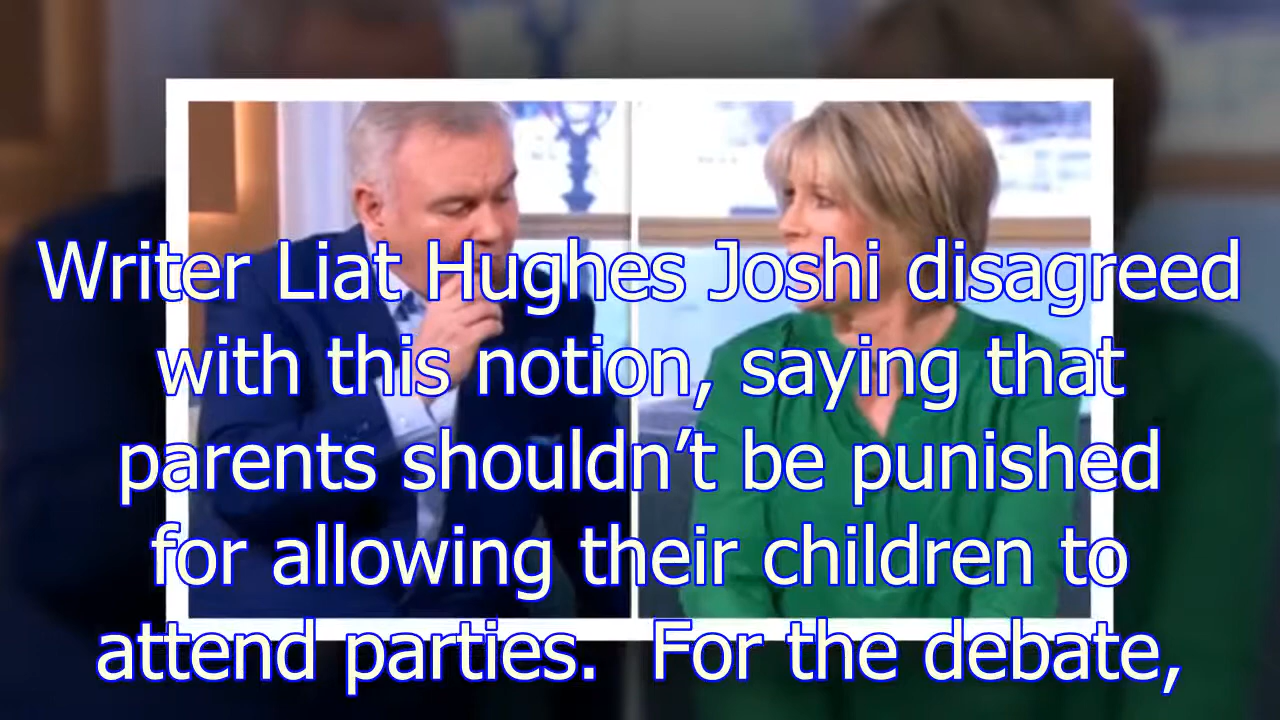 Writer Liat Hughes Joshi disagreed
with this notion, saying that
parents shouldn’t be punished
for allowing their children to
attend parties.  For the debate,